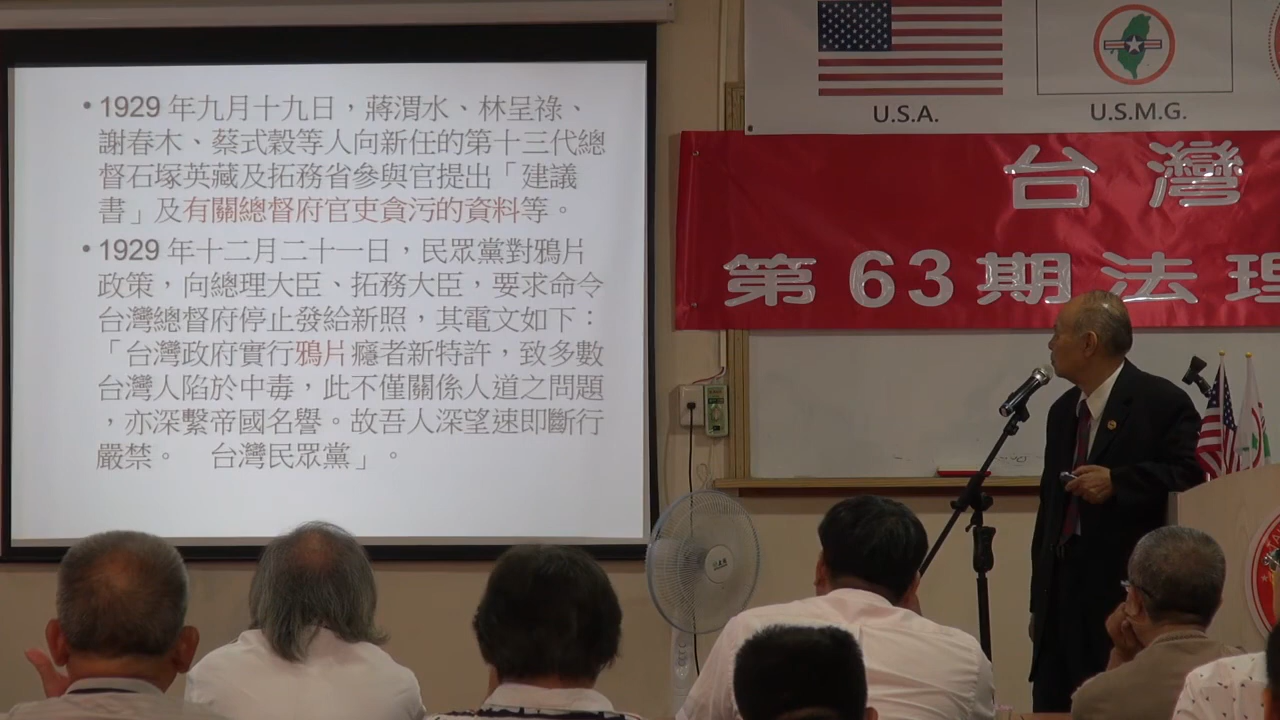 • 1929 年九月十九日，蔣渭水、林呈祿、
謝春木、蔡式穀等人向新任的第十三代總
督石塚英藏及拓務省參與官提出「建議
書」及有關總督府官吏貪污的資料等。
• 1929 年十二月二十一日，民眾黨對鴉片
政策，向總理大臣、拓務大臣，要求命令
台灣總督府停止發給新照，其電文如下：
「台灣政府實行鴉片癮者新特許，致多數
台灣人陷於中毒，此不僅關係人道之問題
，亦深繫帝國名譽。故吾人深望速即斷行
嚴禁。　台灣民眾黨」。
U.S.A.
U.S.M.G.
台灣
第63期法理